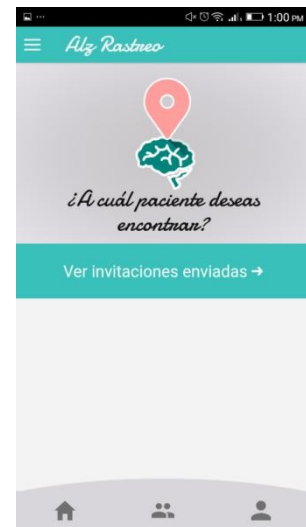 ... 1:00 PM
Alz Rastreo
¿A cuál paciente deseas
encontrar?
Ver invitaciones enviadas →